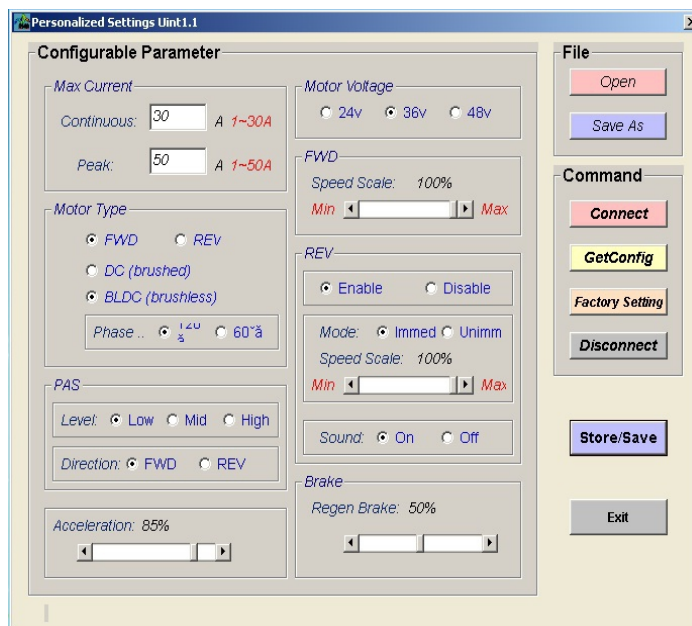 Personalized Settings Uint1.1
Configurable Parameter
Max Current
Continuous: 30 A 1~30A
Peak: 50 A 1~50A
Motor Type
FWD REV
DC (brushed)
BLDC (brushless)
Phase .. 60˘ă
PAS
Level: Low Mid High
Direction: FWD REV
Acceleration: 85%
Motor Voltage
24v 36v 48v
FWD
Speed Scale: 100%
Min Max
REV
Enable Disable
Mode: Immed Unimm
Speed Scale: 100%
Min Max
Sound: On Off
Brake
Regen Brake: 50%
File
Open
Save As
Command
Connect
GetConfig
Factory Setting
Disconnect
Store/Save
Exit